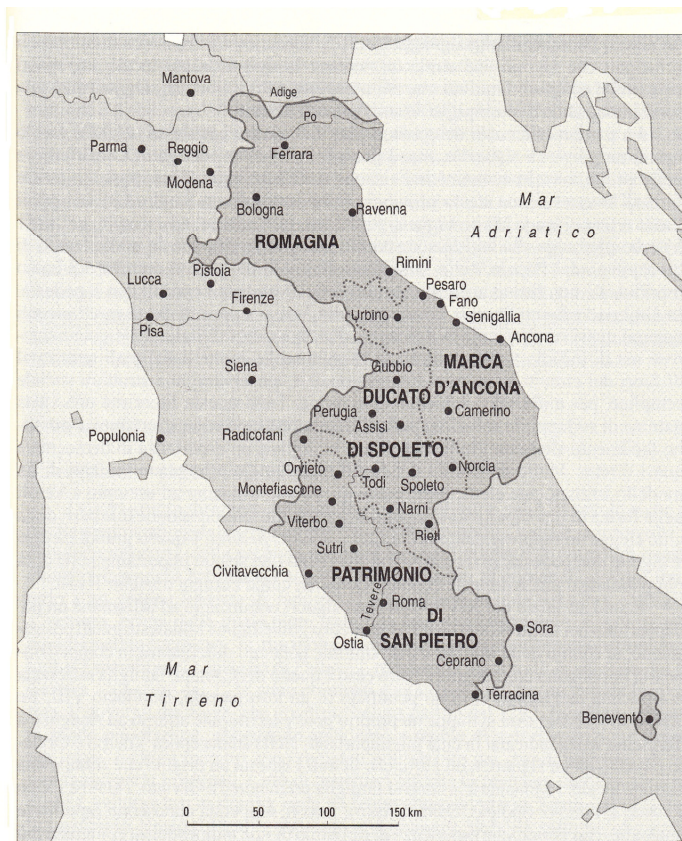 Mantova
Adige
Po
Parma
Reggio
Ferrara
Modena
Bologna
Ravenna
Mar
Adriatico
ROMAGNA
Rimini
Pistoia
Lucca
Pesaro
Firenze
Fano
Urbino
Senigallia
Pisa
Ancona
MARCA
D'ANCONA
Siena
Gubbio
DUCATO
Perugia
Camerino
Assisi
Populonia
Radicofani
DI SPOLETO
Orvieto
Todi
Norcia
Spoleto
Montefiascone
Narni
Viterbo
Rieti
Sutri
Civitavecchia
PATRIMONIO
Tevere
Roma
DI
Ostia
SAN PIETRO
Sora
Ceprano
Mar
Tirreno
Terracina
Benevento
0 50 100 150 km